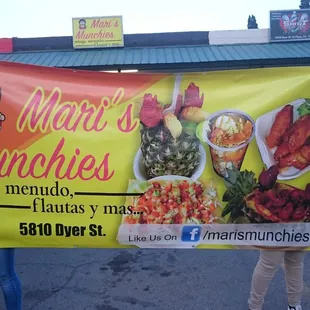 Mari's
Munchies
Mari's
unchies
menudo,
flautas y mas...
5810 Dyer St.
Like Us on f /marismunchies